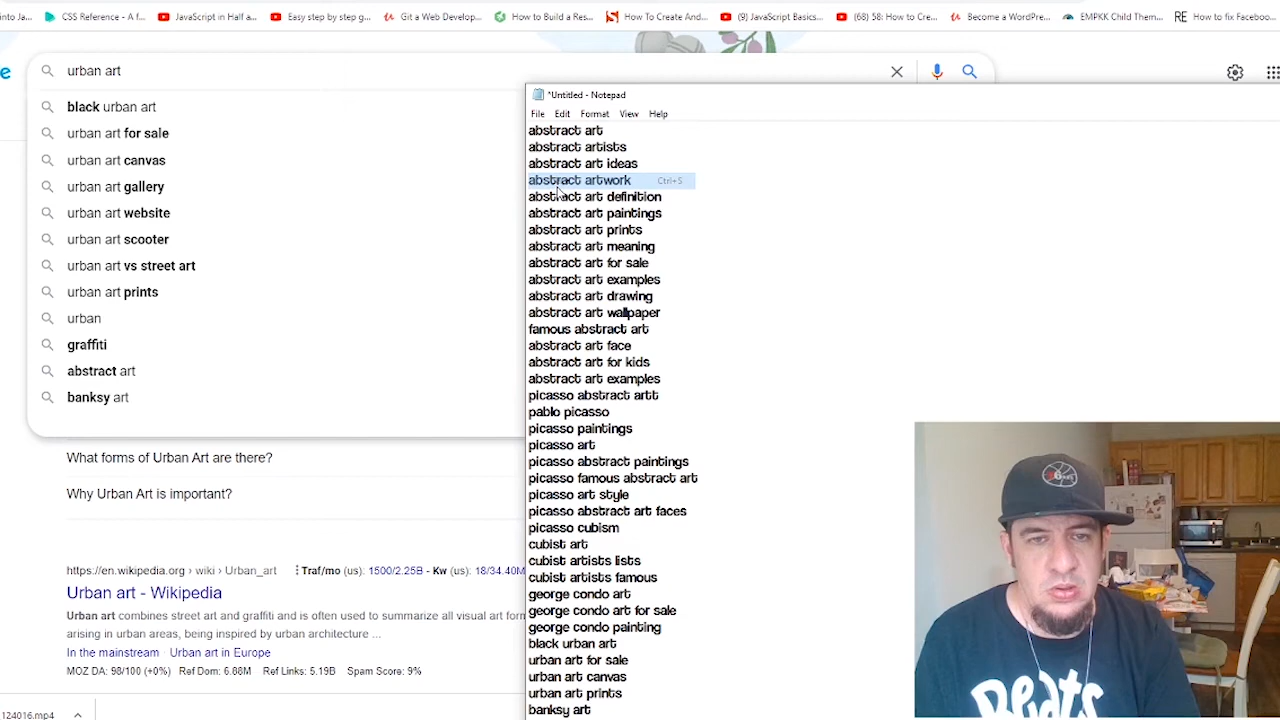 into Ja...
CSS Reference - A f...
JavaScript in Half a...
Easy step by step g...
Git a Web Develop...
How to Build a Res...
How To Create And...
(9) JavaScript Basics...
(68) 58: How to Cre...
Become a WordPre...
EMPKK Child Them...
RE How to fix Faceboo...
e
urban art
black urban art
urban art for sale
urban art canvas
urban art gallery
urban art website
urban art scooter
urban art vs street art
urban art prints
urban
graffiti
abstract art
banksy art
What forms of Urban Art are there?
Why Urban Art is important?
https://en.wikipedia.org › wiki › Urban_art Traf/mo (us): 1500/2.25B - Kw (us): 18/34.40M
Urban art - Wikipedia
Urban art combines street art and graffiti and is often used to summarize all visual art for
arising in urban areas, being inspired by urban architecture ...
In the mainstream · Urban art in Europe
MOZ DA: 98/100 (+0%) Ref Dom: 6.88M Ref Links: 5.19B Spam Score: 9%
124016.mp4
*Untitled - Notepad
File Edit Format View Help
abstract art
abstract artists
abstract art ideas
abstract artwork Ctrl+S
abstract art definition
abstract art paintings
abstract art prints
abstract art meaning
abstract art for sale
abstract art examples
abstract art drawing
abstract art wallpaper
famous abstract art
abstract art face
abstract art for kids
abstract art examples
picasso abstract artt
pablo picasso
picasso paintings
picasso art
picasso abstract paintings
picasso famous abstract art
picasso art style
picasso abstract art faces
picasso cubism
cubist art
cubist artists lists
cubist artists famous
george condo art
george condo art for sale
george condo painting
black urban art
urban art for sale
urban art canvas
urban art prints
banksy art
76
Beats